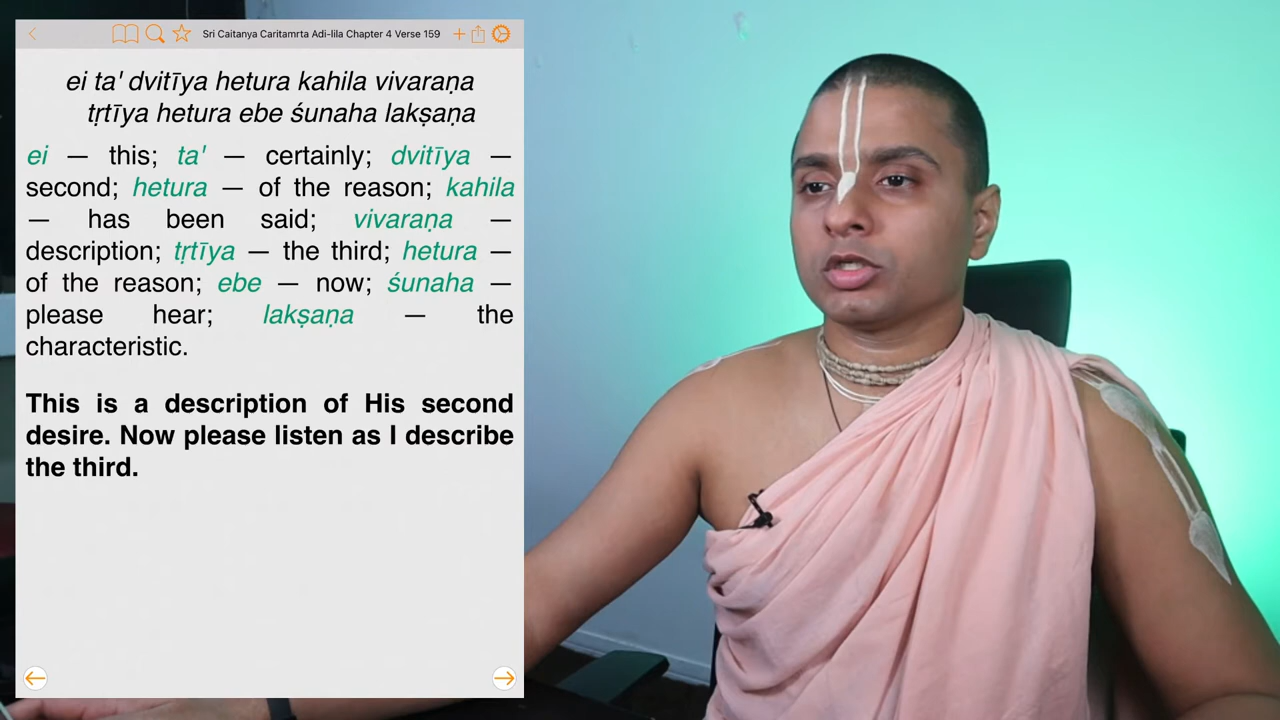 Sri Caitanya Caritamrta Adi-lila Chapter 4 Verse 159
ei ta' dvitīya hetura kahila vivaraṇa
tṛtīya hetura ebe śunaha lakṣaṇa
ei — this; ta' — certainly; dvitīya —
second; hetura — of the reason; kahila
— has been said; vivaraṇa —
description; tṛtīya — the third; hetura —
of the reason; ebe — now; śunaha —
please hear; lakṣaṇa — the
characteristic.
This is a description of His second
desire. Now please listen as I describe
the third.